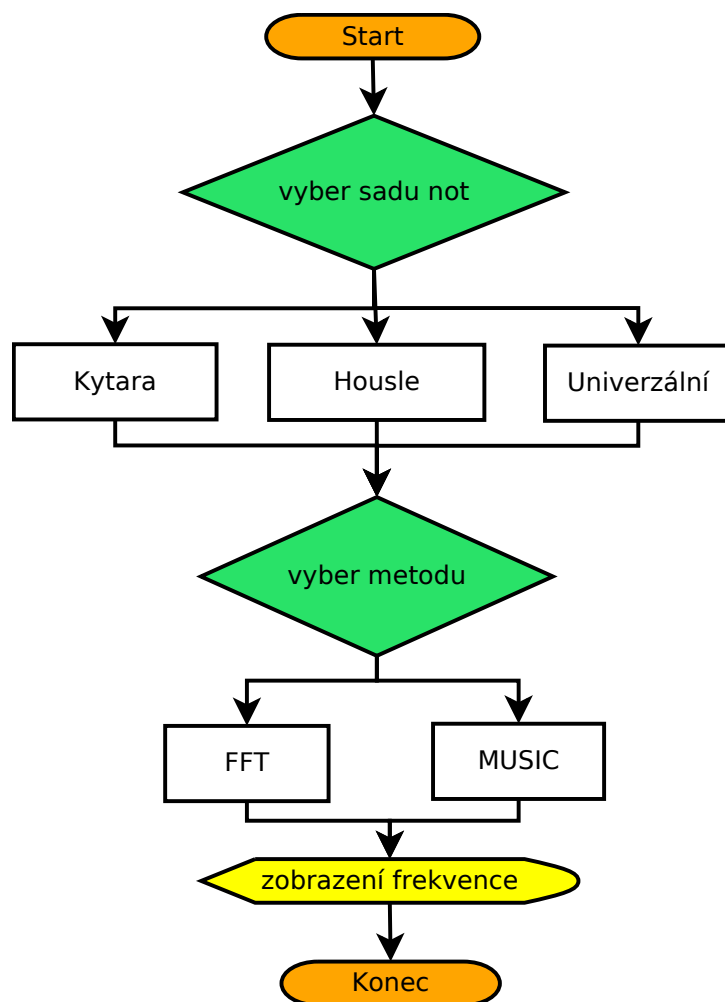 Start
vyber sadu not
Kytara
Housle
Univerzální
vyber metodu
FFT
MUSIC
zobrazení frekvence
Konec